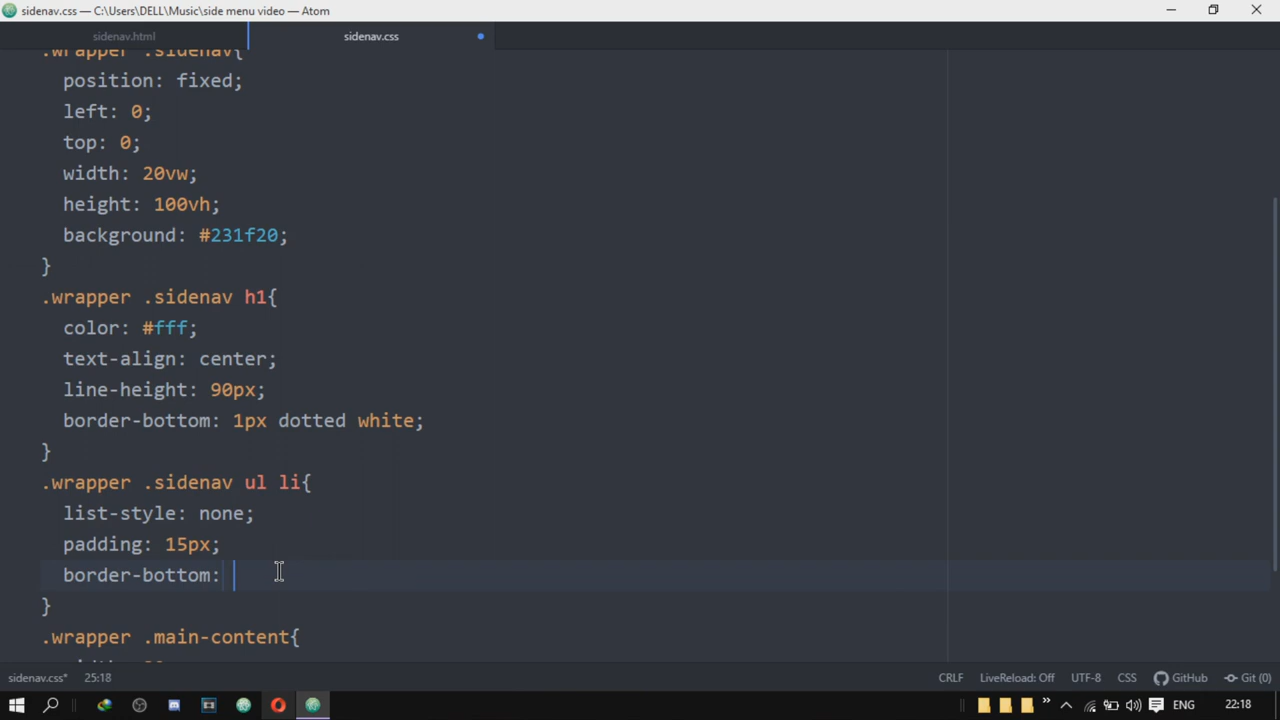 sidenav.css — C:\Users\DELL\Music\side menu video — Atom
sidenav.html
sidenav.css
.wrapper .sidenav{
position: fixed;
left: 0;
top: 0;
width: 20vw;
height: 100vh;
background: #231f20;
}
.wrapper .sidenav h1{
color: #fff;
text-align: center;
line-height: 90px;
border-bottom: 1px dotted white;
}
.wrapper .sidenav ul li{
list-style: none;
padding: 15px;
border-bottom:
}
.wrapper .main-content{
sidenav.css* 25:18 CRLF LiveReload: Off UTF-8 CSS GitHub Git (0)
ENG 22:18